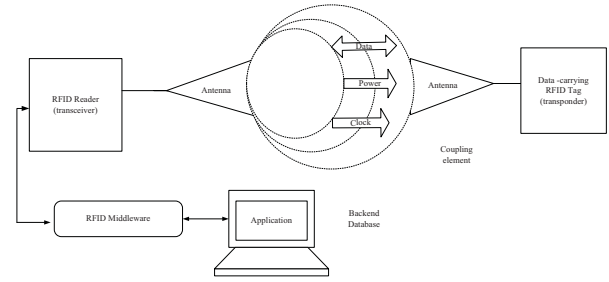 Data
RFID Reader
(transceiver)
Antenna
Power
Antenna
Data -carrying
RFID Tag
(transponder)
Clock
Coupling
element
RFID Middleware
Application
Backend
Database